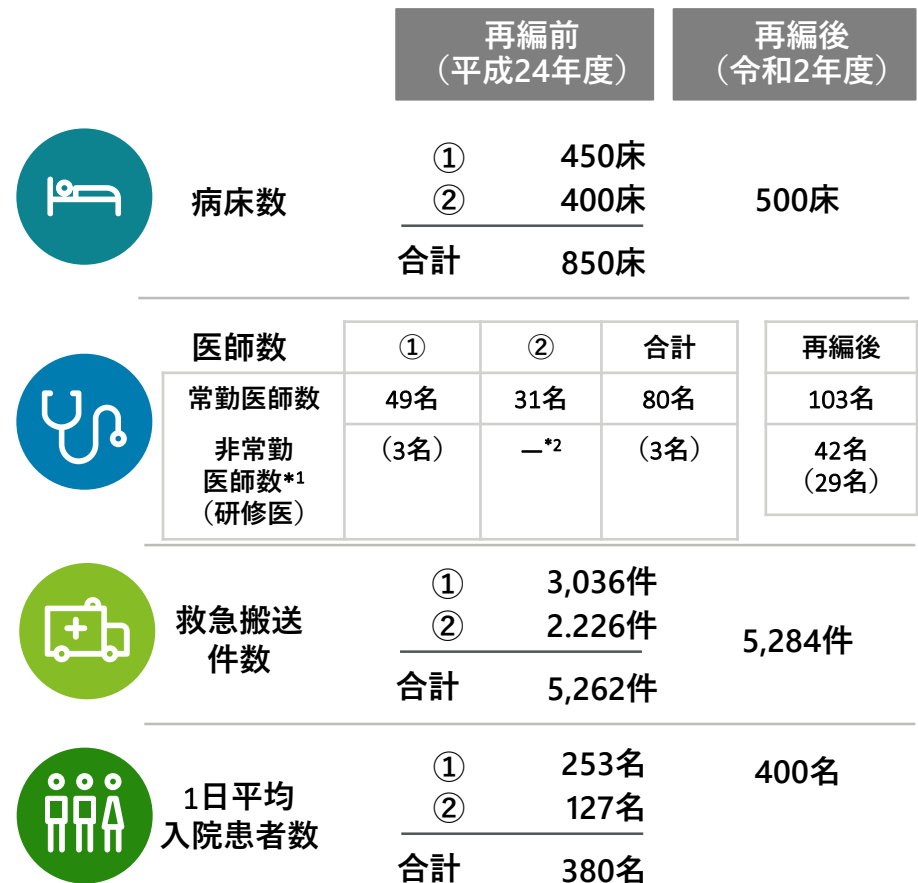 再編前
（平成24年度）
再編後
（令和2年度）
病床数
① 450床
② 400床
合計 850床
500床
医師数 ① ② 合計 再編後
常勤医師数 49名 31名 80名 103名
非常勤
医師数*1
（研修医）
（3名） ―*2 （3名）
42名
（29名）
救急搬送
件数
① 3,036件
② 2.226件
合計 5,262件
5,284件
1日平均
入院患者数
① 253名
② 127名
合計 380名
400名